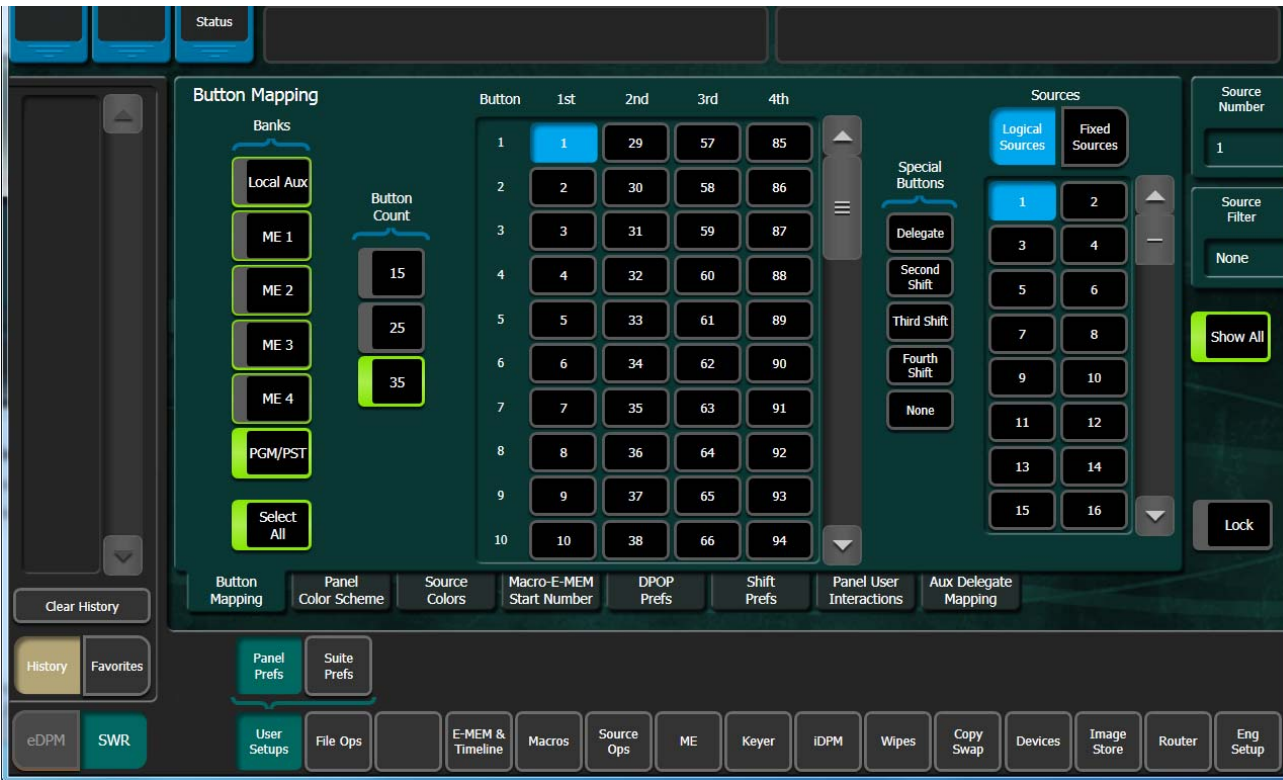 Status
Button Mapping
Banks
Local Aux
ME 1
ME 2
ME 3
ME 4
PGM/PST
Select
All
Button
Count
15
25
35
Button 1st 2nd 3rd 4th
1 1 29 57 85
2 2 30 58 86
3 3 31 59 87
4 4 32 60 88
5 5 33 61 89
6 6 34 62 90
7 7 35 63 91
8 8 36 64 92
9 9 37 65 93
10 10 38 66 94
Special
Buttons
Delegate
Second
Shift
Third Shift
Fourth
Shift
None
Sources
Logical
Sources
Fixed
Sources
1 2
3 4
5 6
7 8
9 10
11 12
13 14
15 16
Source
Number
1
Source
Filter
None
Show All
Lock
Button
Mapping
Panel
Color Scheme
Source
Colors
Macro-E-MEM
Start Number
DPOP
Prefs
Shift
Prefs
Panel User
Interactions
Aux Delegate
Mapping
Clear History
History
Favorites
Panel
Prefs
Suite
Prefs
eDPM
SWR
User
Setups
File Ops
E-MEM &
Timeline
Macros
Source
Ops
ME
Keyer
iDPM
Wipes
Copy
Swap
Devices
Image
Store
Router
Eng
Setup